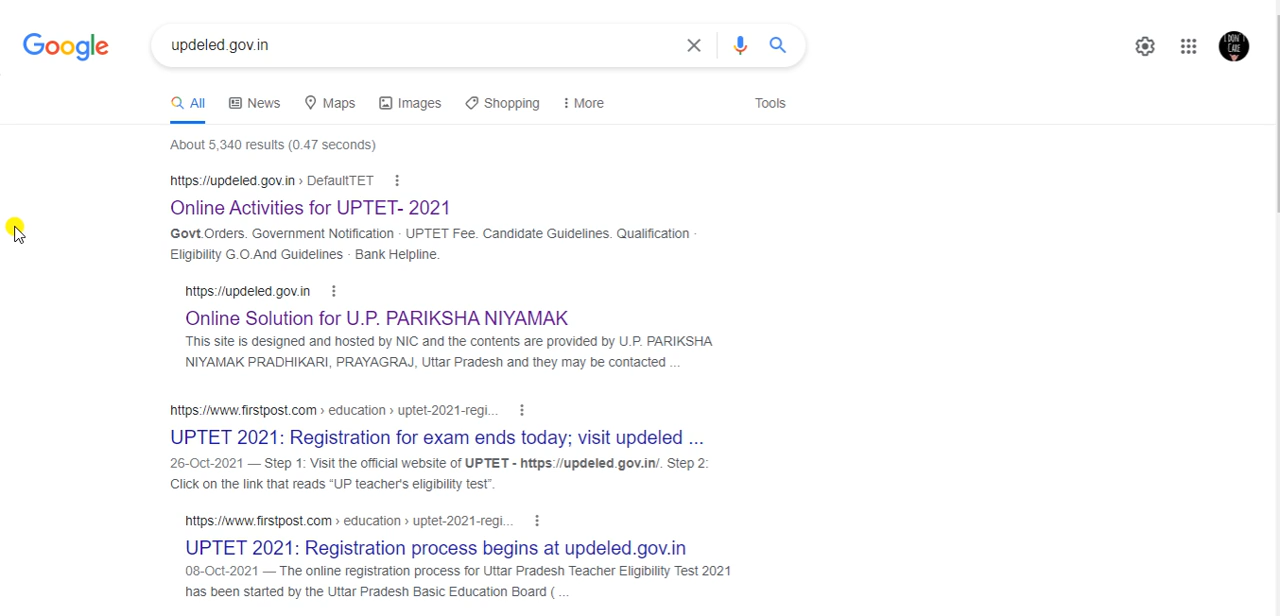 Google
updeled.gov.in
All News Maps Images Shopping More Tools
About 5,340 results (0.47 seconds)
https://updeled.gov.in › DefaultTET
Online Activities for UPTET- 2021
Govt.Orders. Government Notification · UPTET Fee. Candidate Guidelines. Qualification ·
Eligibility G.O.And Guidelines · Bank Helpline.
https://updeled.gov.in
Online Solution for U.P. PARIKSHA NIYAMAK
This site is designed and hosted by NIC and the contents are provided by U.P. PARIKSHA
NIYAMAK PRADHIKARI, PRAYAGRAJ, Uttar Pradesh and they may be contacted ...
https://www.firstpost.com › education › uptet-2021-regi...
UPTET 2021: Registration for exam ends today; visit updeled ...
26-Oct-2021 — Step 1: Visit the official website of UPTET - https://updeled.gov.in/. Step 2:
Click on the link that reads “UP teacher's eligibility test”.
https://www.firstpost.com › education › uptet-2021-regi...
UPTET 2021: Registration process begins at updeled.gov.in
08-Oct-2021 — The online registration process for Uttar Pradesh Teacher Eligibility Test 2021
has been started by the Uttar Pradesh Basic Education Board ( ...